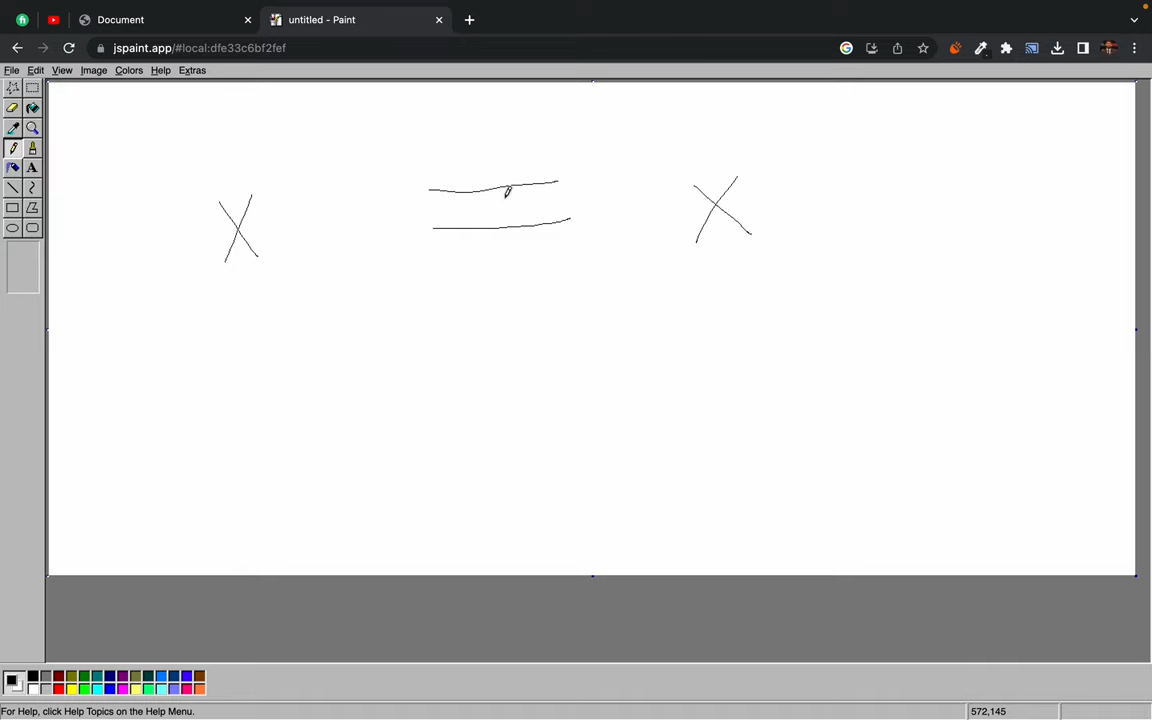 Document
untitled - Paint
jspaint.app/#local:dfe33c6bf2fef
File Edit View Image Colors Help Extras
X = X
For Help, click Help Topics on the Help Menu.
572,145